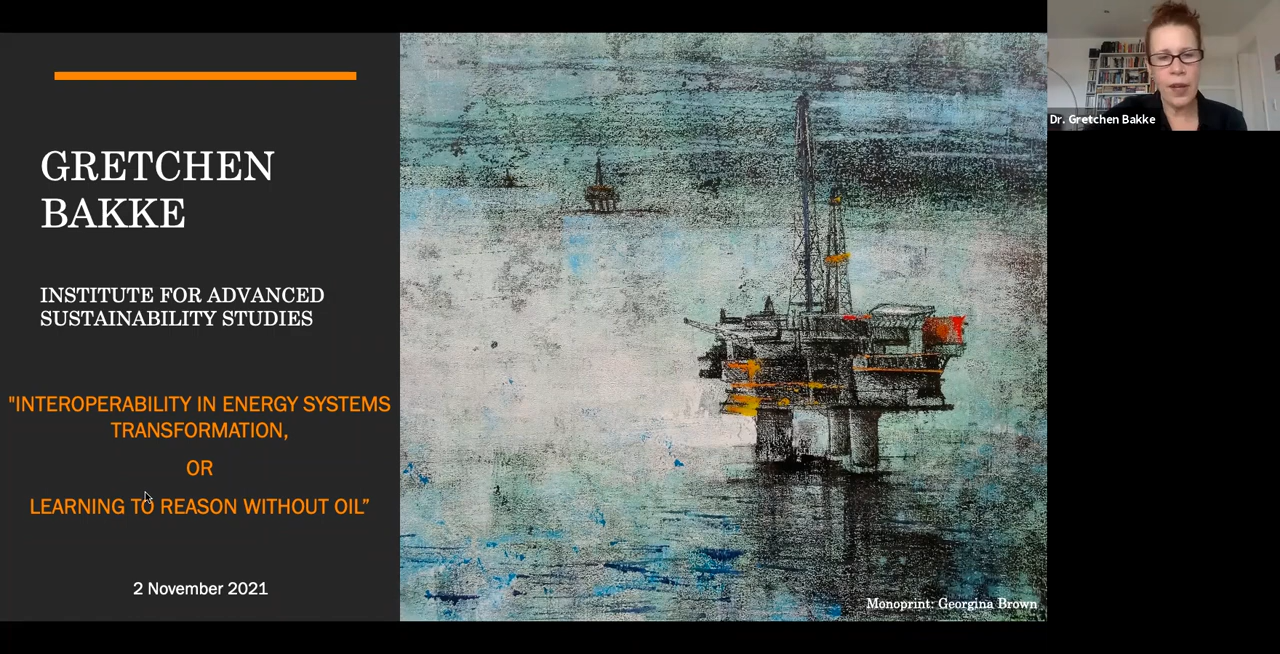 GRETCHEN
BAKKE
INSTITUTE FOR ADVANCED
SUSTAINABILITY STUDIES
"INTEROPERABILITY IN ENERGY SYSTEMS
TRANSFORMATION,
OR
LEARNING TO REASON WITHOUT OIL”
2 November 2021
Monoprint: Georgina Brown
Dr. Gretchen Bakke